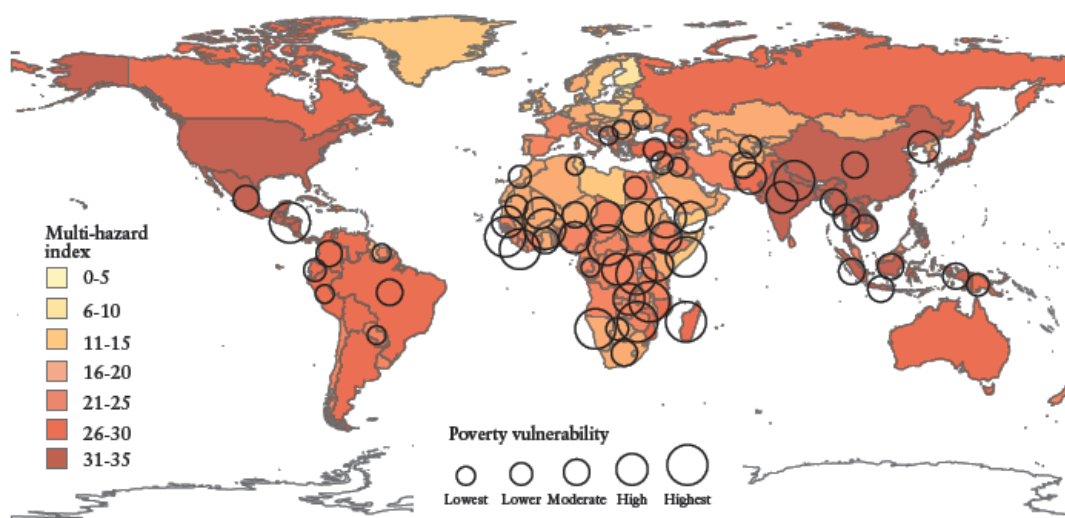 Multi-hazard
index
0-5
6-10
11-15
16-20
21-25
26-30
31-35
Poverty vulnerability
Lowest Lower Moderate High Highest